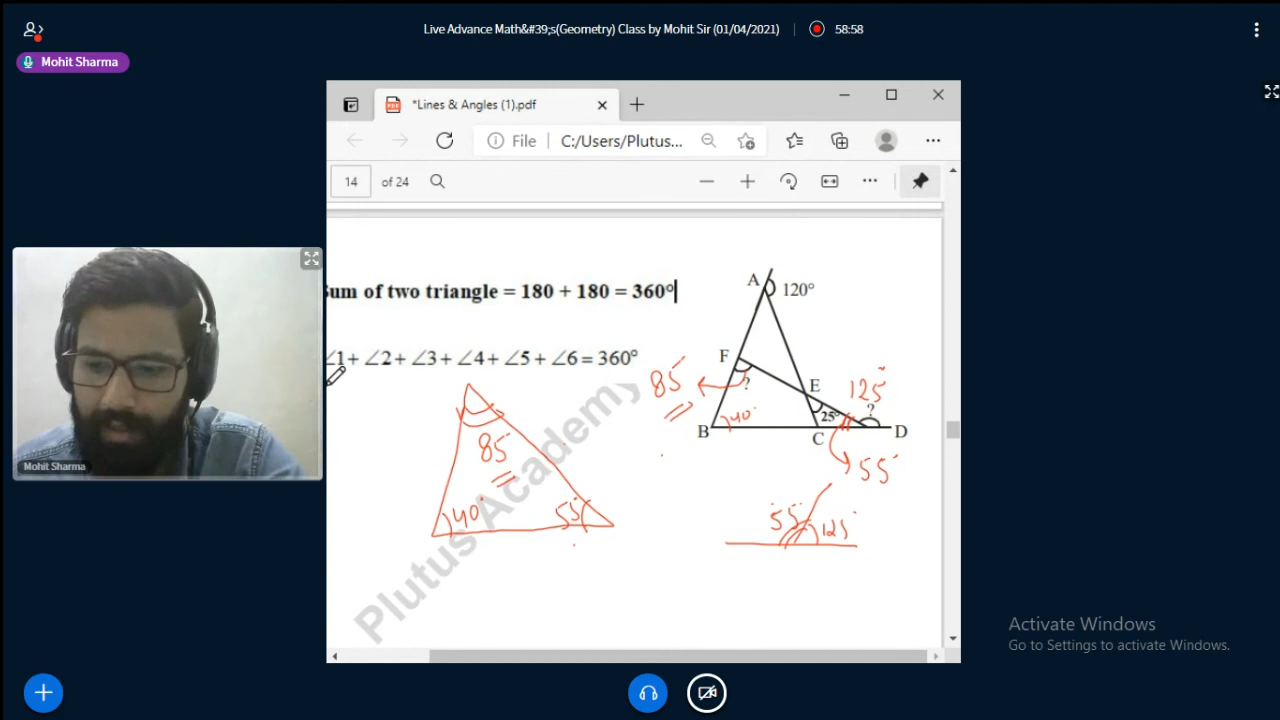 Live Advance Math&#39;s(Geometry) Class by Mohit Sir (01/04/2021)
58:58
Mohit Sharma
*Lines & Angles (1).pdf
File
C:/Users/Plutus...
14
of 24
Sum of two triangle = 180 + 180 = 360°
∠1+ ∠2+ ∠3+ ∠4+ ∠5+ ∠6= 360°
A
120°
F
85°
?
E
125°
25°
?
B
40°
C
D
55°
85°
40°
55°
55°
125°
Plutus Academy
Mohit Sharma
Activate Windows
Go to Settings to activate Windows.